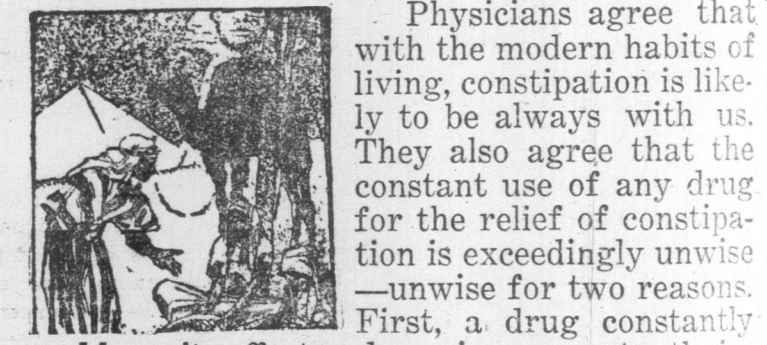 Physicians agree that
with the modern habits of
living, constipation is like-
ly to be always with us.
They also agree that the
constant use of any drug
for the relief of constipa-
tion is exceedingly unwise
—unwise for two reasons.
First, a drug constantly